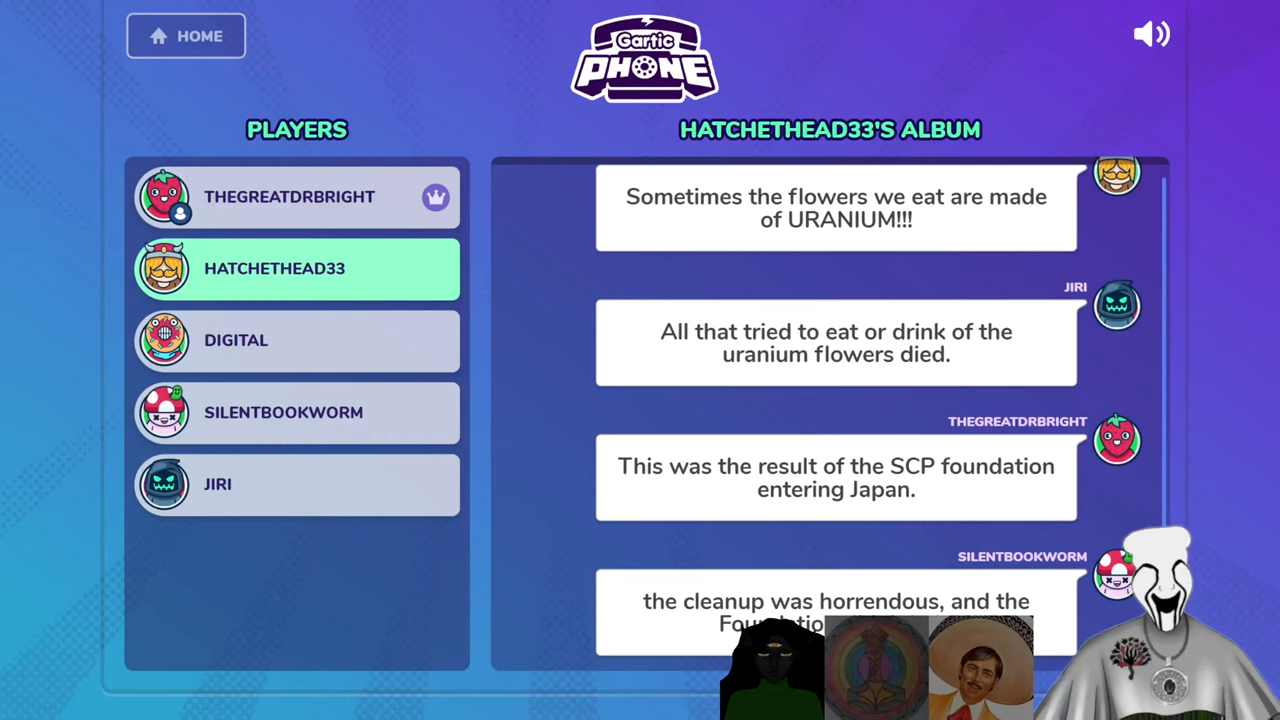 HOME
Gartic
PHONE
PLAYERS
HATCHETHEAD33'S ALBUM
THEGREATDRBRIGHT
HATCHETHEAD33
DIGITAL
SILENTBOOKWORM
JIRI
Sometimes the flowers we eat are made
of URANIUM!!!
JIRI
All that tried to eat or drink of the
uranium flowers died.
THEGREATDRBRIGHT
This was the result of the SCP foundation
entering Japan.
SILENTBOOKWORM
the cleanup was horrendous, and the